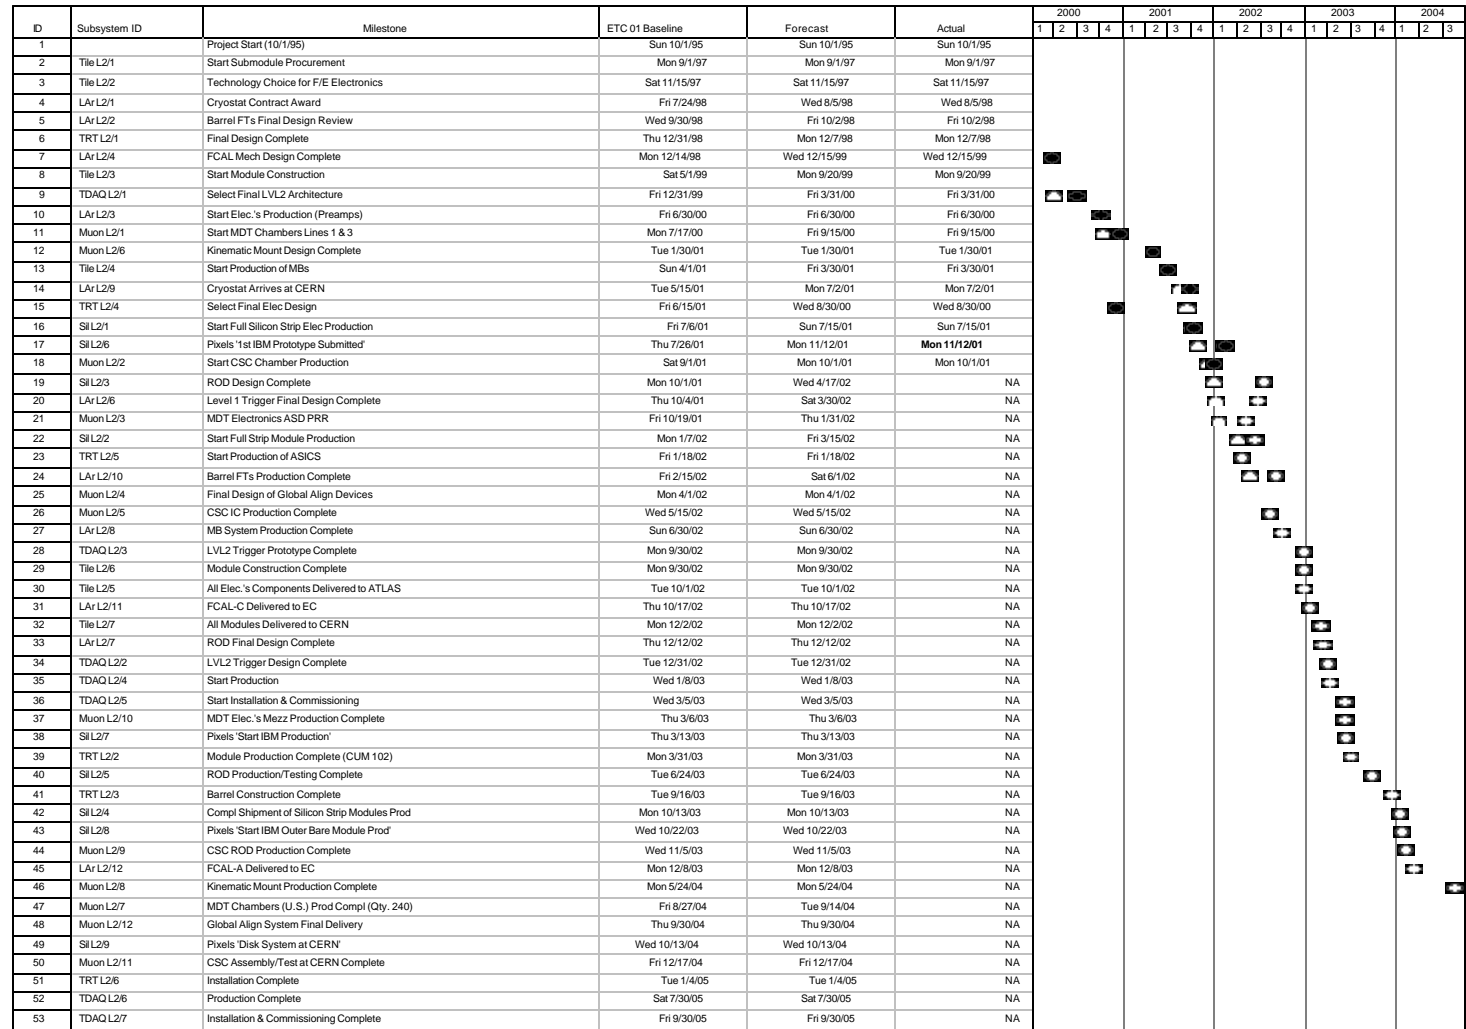 2000 2001 2002 2003 2004
ID Subsystem ID Milestone ETC 01 Baseline Forecast Actual 1 2 3 4 1 2 3 4 1 2 3 4 1 2 3 4 1 2 3
1 Project Start (10/1/95) Sun 10/1/95 Sun 10/1/95 Sun 10/1/95
2 Tile L2/1 Start Submodule Procurement Mon 9/1/97 Mon 9/1/97 Mon 9/1/97
3 Tile L2/2 Technology Choice for F/E Electronics Sat 11/15/97 Sat 11/15/97 Sat 11/15/97
4 LAr L2/1 Cryostat Contract Award Fri 7/24/98 Wed 8/5/98 Wed 8/5/98
5 LAr L2/2 Barrel FTs Final Design Review Wed 9/30/98 Fri 10/2/98 Fri 10/2/98
6 TRT L2/1 Final Design Complete Thu 12/31/98 Mon 12/7/98 Mon 12/7/98
7 LAr L2/4 FCAL Mech Design Complete Mon 12/14/98 Wed 12/15/99 Wed 12/15/99
8 Tile L2/3 Start Module Construction Sat 5/1/99 Mon 9/20/99 Mon 9/20/99
9 TDAQ L2/1 Select Final LVL2 Architecture Fri 12/31/99 Fri 3/31/00 Fri 3/31/00
10 LAr L2/3 Start Elec.'s Production (Preamps) Fri 6/30/00 Fri 6/30/00 Fri 6/30/00
11 Muon L2/1 Start MDT Chambers Lines 1 & 3 Mon 7/17/00 Fri 9/15/00 Fri 9/15/00
12 Muon L2/6 Kinematic Mount Design Complete Tue 1/30/01 Tue 1/30/01 Tue 1/30/01
13 Tile L2/4 Start Production of MBs Sun 4/1/01 Fri 3/30/01 Fri 3/30/01
14 LAr L2/9 Cryostat Arrives at CERN Tue 5/15/01 Mon 7/2/01 Mon 7/2/01
15 TRT L2/4 Select Final Elec Design Fri 6/15/01 Wed 8/30/00 Wed 8/30/00
16 Sil L2/1 Start Full Silicon Strip Elec Production Fri 7/6/01 Sun 7/15/01 Sun 7/15/01
17 Sil L2/6 Pixels '1st IBM Prototype Submitted' Thu 7/26/01 Mon 11/12/01 Mon 11/12/01
18 Muon L2/2 Start CSC Chamber Production Sat 9/1/01 Mon 10/1/01 Mon 10/1/01
19 Sil L2/3 ROD Design Complete Mon 10/1/01 Wed 4/17/02 NA
20 LAr L2/6 Level 1 Trigger Final Design Complete Thu 10/4/01 Sat 3/30/02 NA
21 Muon L2/3 MDT Electronics ASD PRR Fri 10/19/01 Thu 1/31/02 NA
22 Sil L2/2 Start Full Strip Module Production Mon 1/7/02 Fri 3/15/02 NA
23 TRT L2/5 Start Production of ASICS Fri 1/18/02 Fri 1/18/02 NA
24 LAr L2/10 Barrel FTs Production Complete Fri 2/15/02 Sat 6/1/02 NA
25 Muon L2/4 Final Design of Global Align Devices Mon 4/1/02 Mon 4/1/02 NA
26 Muon L2/5 CSC IC Production Complete Wed 5/15/02 Wed 5/15/02 NA
27 LAr L2/8 MB System Production Complete Sun 6/30/02 Sun 6/30/02 NA
28 TDAQ L2/3 LVL2 Trigger Prototype Complete Mon 9/30/02 Mon 9/30/02 NA
29 Tile L2/6 Module Construction Complete Mon 9/30/02 Mon 9/30/02 NA
30 Tile L2/5 All Elec.'s Components Delivered to ATLAS Tue 10/1/02 Tue 10/1/02 NA
31 LAr L2/11 FCAL-C Delivered to EC Thu 10/17/02 Thu 10/17/02 NA
32 Tile L2/7 All Modules Delivered to CERN Mon 12/2/02 Mon 12/2/02 NA
33 LAr L2/7 ROD Final Design Complete Thu 12/12/02 Thu 12/12/02 NA
34 TDAQ L2/2 LVL2 Trigger Design Complete Tue 12/31/02 Tue 12/31/02 NA
35 TDAQ L2/4 Start Production Wed 1/8/03 Wed 1/8/03 NA
36 TDAQ L2/5 Start Installation & Commissioning Wed 3/5/03 Wed 3/5/03 NA
37 Muon L2/10 MDT Elec.'s Mezz Production Complete Thu 3/6/03 Thu 3/6/03 NA
38 Sil L2/7 Pixels 'Start IBM Production' Thu 3/13/03 Thu 3/13/03 NA
39 TRT L2/2 Module Production Complete (CUM 102) Mon 3/31/03 Mon 3/31/03 NA
40 Sil L2/5 ROD Production/Testing Complete Tue 6/24/03 Tue 6/24/03 NA
41 TRT L2/3 Barrel Construction Complete Tue 9/16/03 Tue 9/16/03 NA
42 Sil L2/4 Compl Shipment of Silicon Strip Modules Prod Mon 10/13/03 Mon 10/13/03 NA
43 Sil L2/8 Pixels 'Start IBM Outer Bare Module Prod' Wed 10/22/03 Wed 10/22/03 NA
44 Muon L2/9 CSC ROD Production Complete Wed 11/5/03 Wed 11/5/03 NA
45 LAr L2/12 FCAL-A Delivered to EC Mon 12/8/03 Mon 12/8/03 NA
46 Muon L2/8 Kinematic Mount Production Complete Mon 5/24/04 Mon 5/24/04 NA
47 Muon L2/7 MDT Chambers (U.S.) Prod Compl (Qty. 240) Fri 8/27/04 Tue 9/14/04 NA
48 Muon L2/12 Global Align System Final Delivery Thu 9/30/04 Thu 9/30/04 NA
49 Sil L2/9 Pixels 'Disk System at CERN' Wed 10/13/04 Wed 10/13/04 NA
50 Muon L2/11 CSC Assembly/Test at CERN Complete Fri 12/17/04 Fri 12/17/04 NA
51 TRT L2/6 Installation Complete Tue 1/4/05 Tue 1/4/05 NA
52 TDAQ L2/6 Production Complete Sat 7/30/05 Sat 7/30/05 NA
53 TDAQ L2/7 Installation & Commissioning Complete Fri 9/30/05 Fri 9/30/05 NA